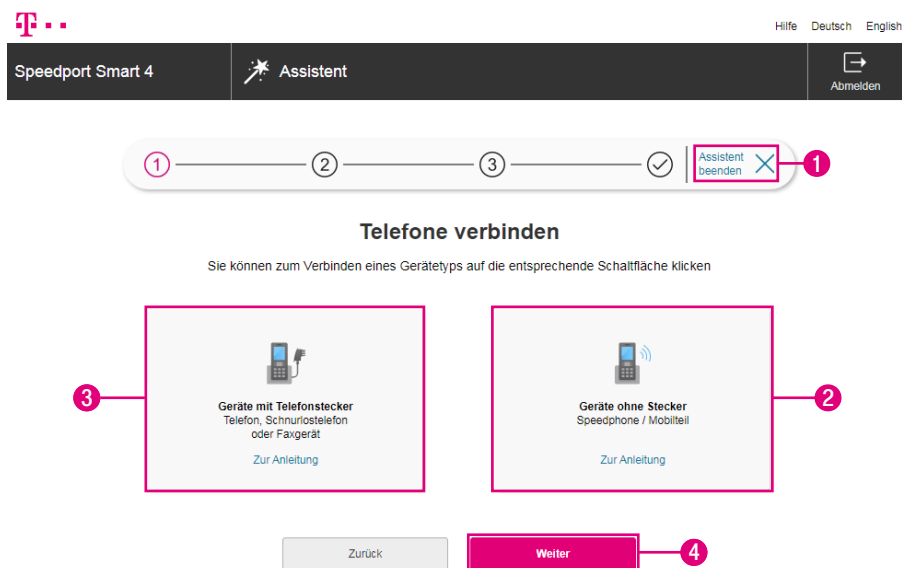 T
Hilfe Deutsch English
Speedport Smart 4
Assistent
Abmelden
1 2 3
Assistent
beenden
1
Telefone verbinden
Sie können zum Verbinden eines Gerätetyps auf die entsprechende Schaltfläche klicken
3
Geräte mit Telefonstecker
Telefon, Schnurlostelefon
oder Faxgerät
Zur Anleitung
Geräte ohne Stecker
Speedphone / Mobilteil
Zur Anleitung
2
Zurück
Weiter
4